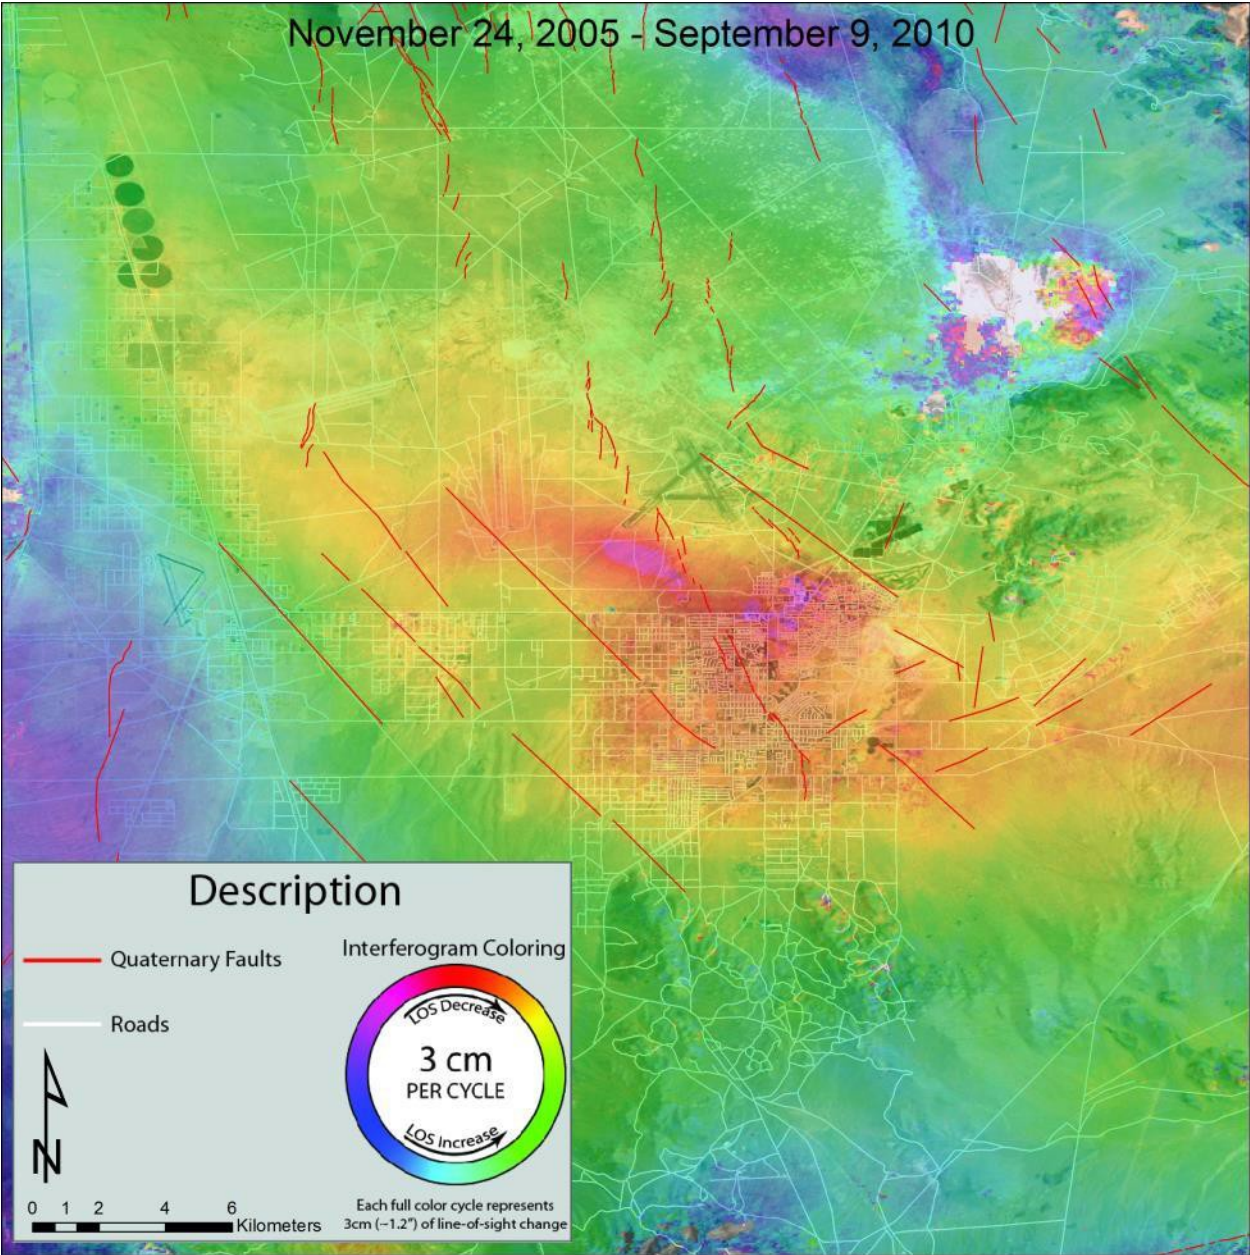 November 24, 2005 - September 9, 2010
Description
Quaternary Faults
Roads
Interferogram Coloring
LOS Decrease
3 cm
PER CYCLE
LOS Increase
Each full color cycle represents
3cm (~1.2") of line-of-sight change
N
0 1 2 4 6
Kilometers